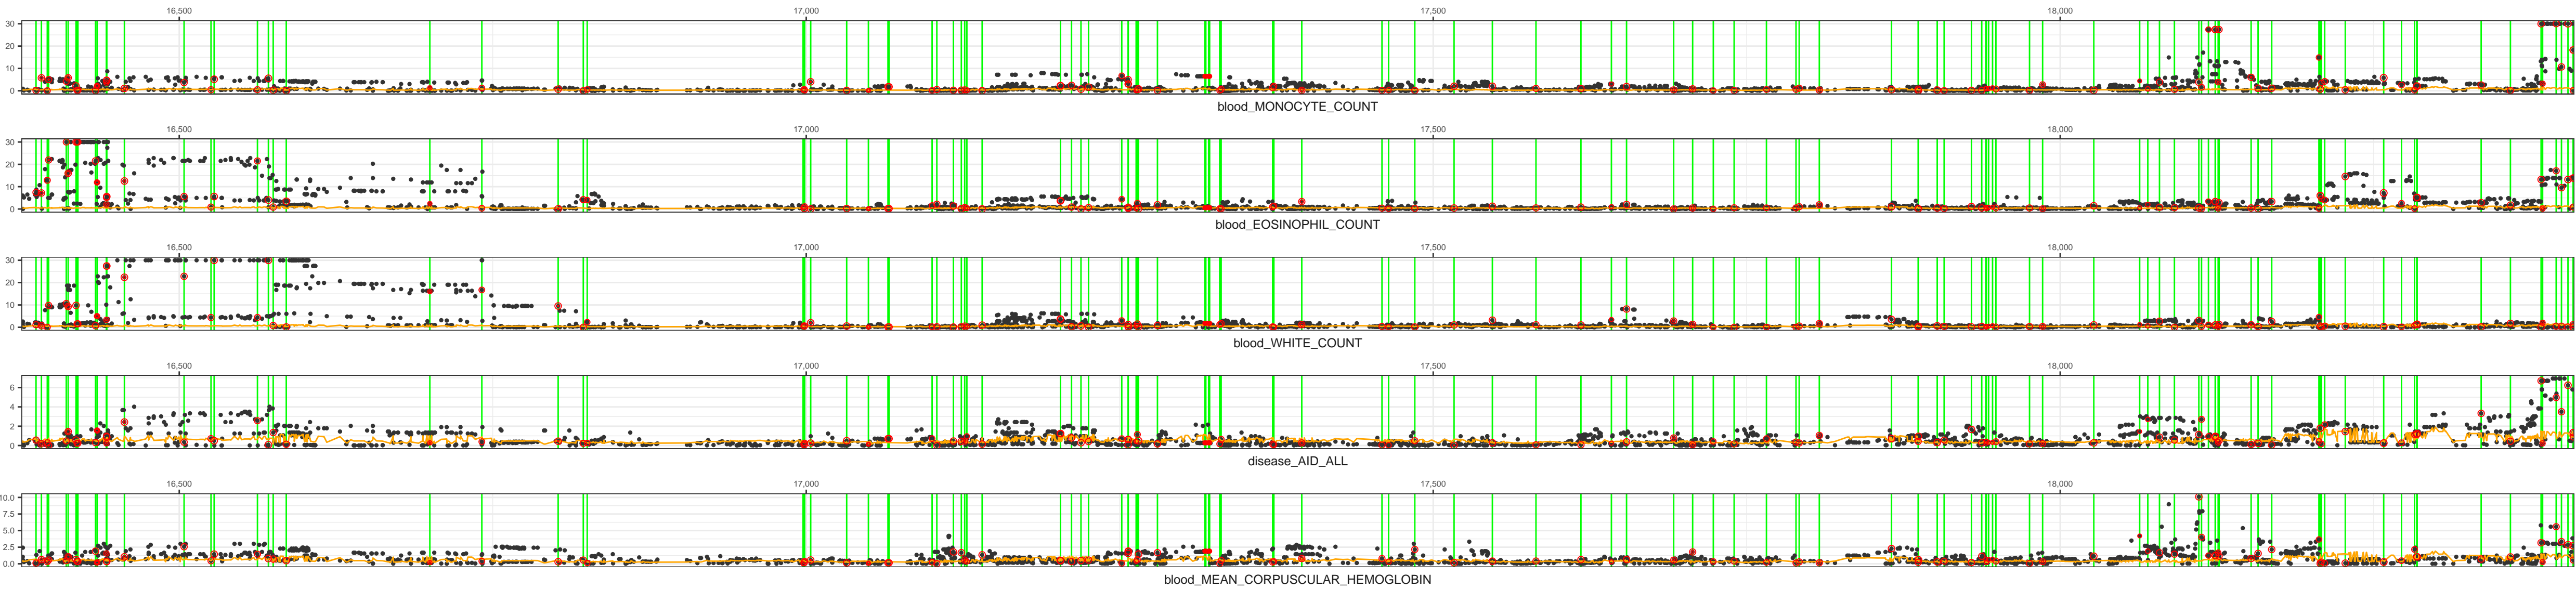 16,500 17,000 17,500 18,000
30
20
10
0
blood_MONOCYTE_COUNT
16,500 17,000 17,500 18,000
30
20
10
0
blood_EOSINOPHIL_COUNT
16,500 17,000 17,500 18,000
30
20
10
0
blood_WHITE_COUNT
16,500 17,000 17,500 18,000
6
4
2
0
disease_AID_ALL
16,500 17,000 17,500 18,000
10.0
7.5
5.0
2.5
0.0
blood_MEAN_CORPUSCULAR_HEMOGLOBIN